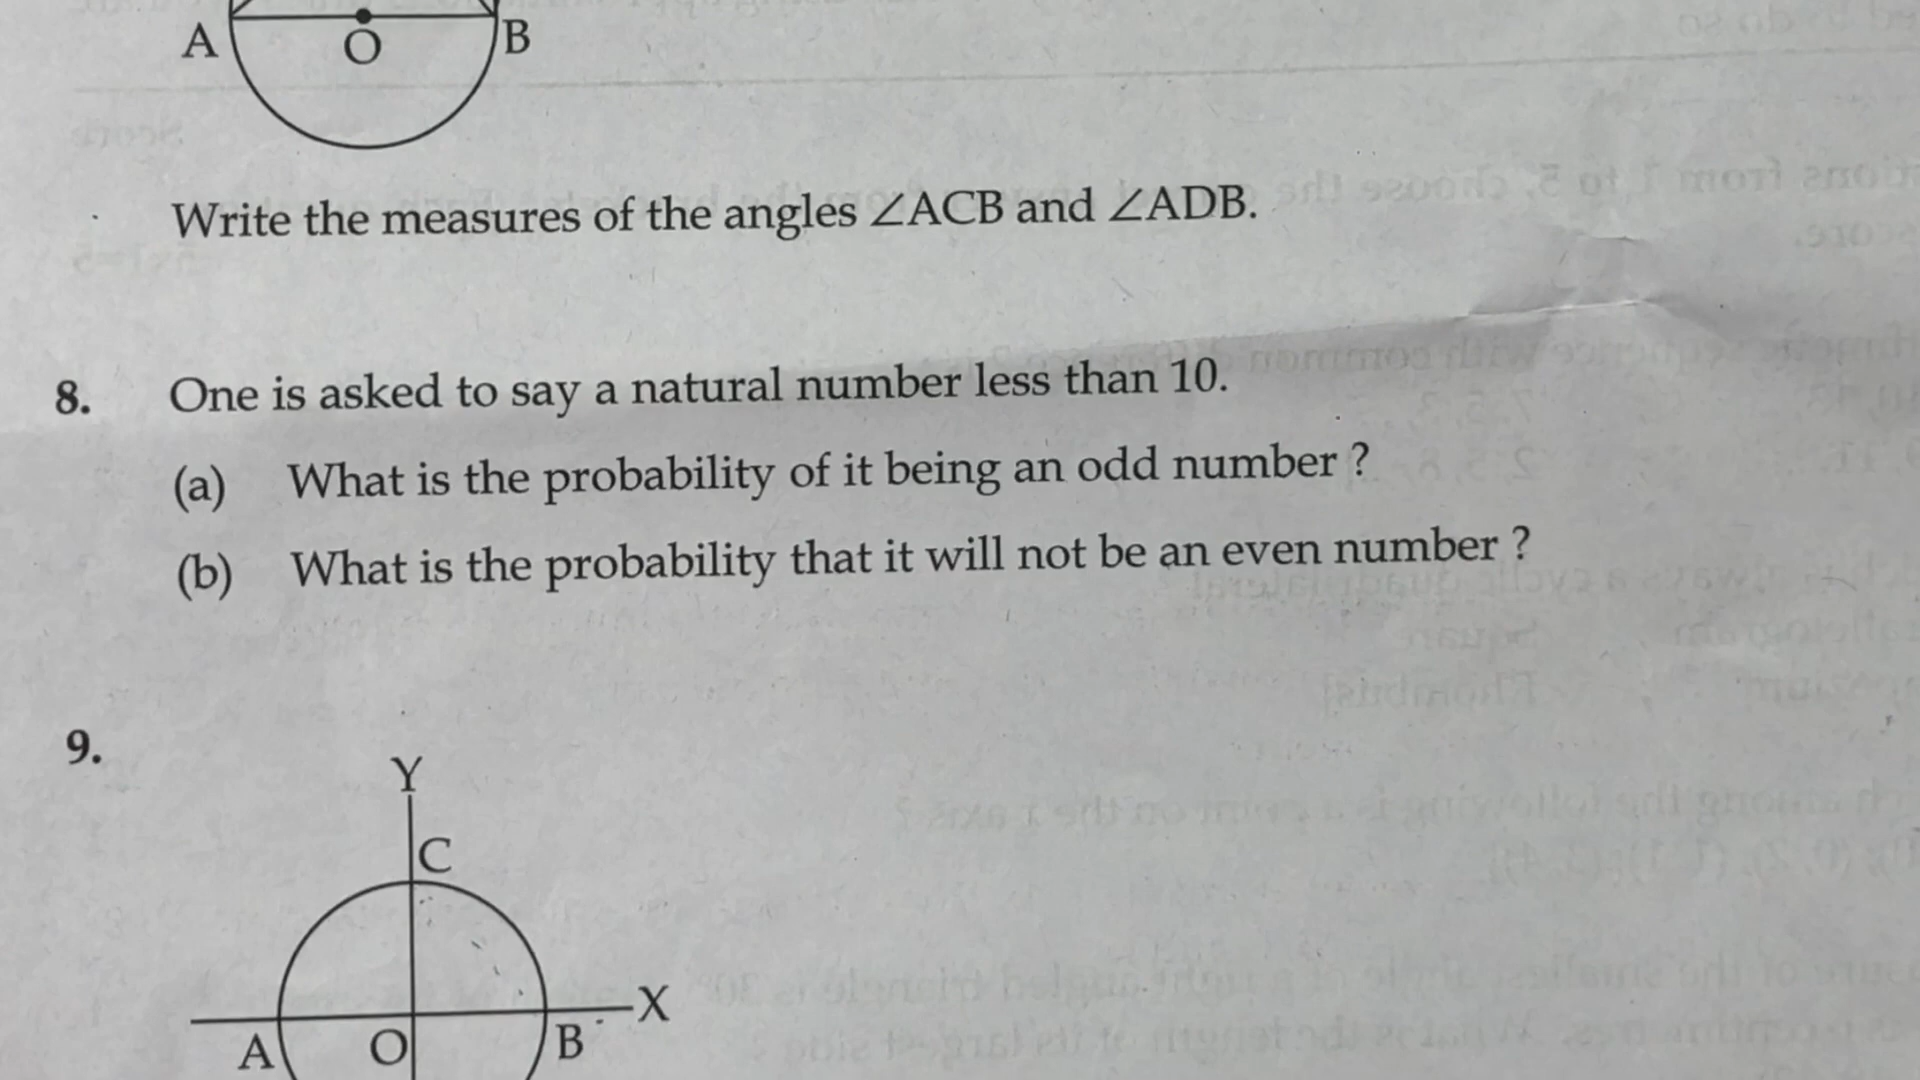 A O B
Write the measures of the angles ∠ACB and ∠ADB.
8. One is asked to say a natural number less than 10.
(a) What is the probability of it being an odd number ?
(b) What is the probability that it will not be an even number ?
9.
Y
C
X
A O B